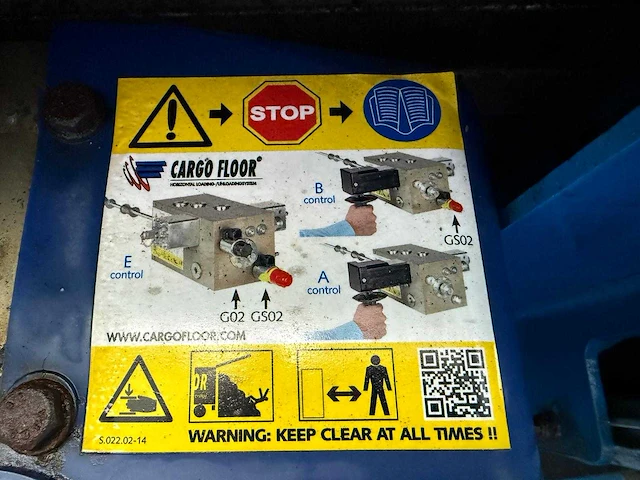 STOP
CARGO FLOOR®
HORIZONTAL LOADING-/UNLOADINGSYSTEM
B
control
GS02
E
control
A
control
G02 GS02
WWW.CARGOFLOOR.COM
OR
S.022.02-14
WARNING: KEEP CLEAR AT ALL TIMES !!